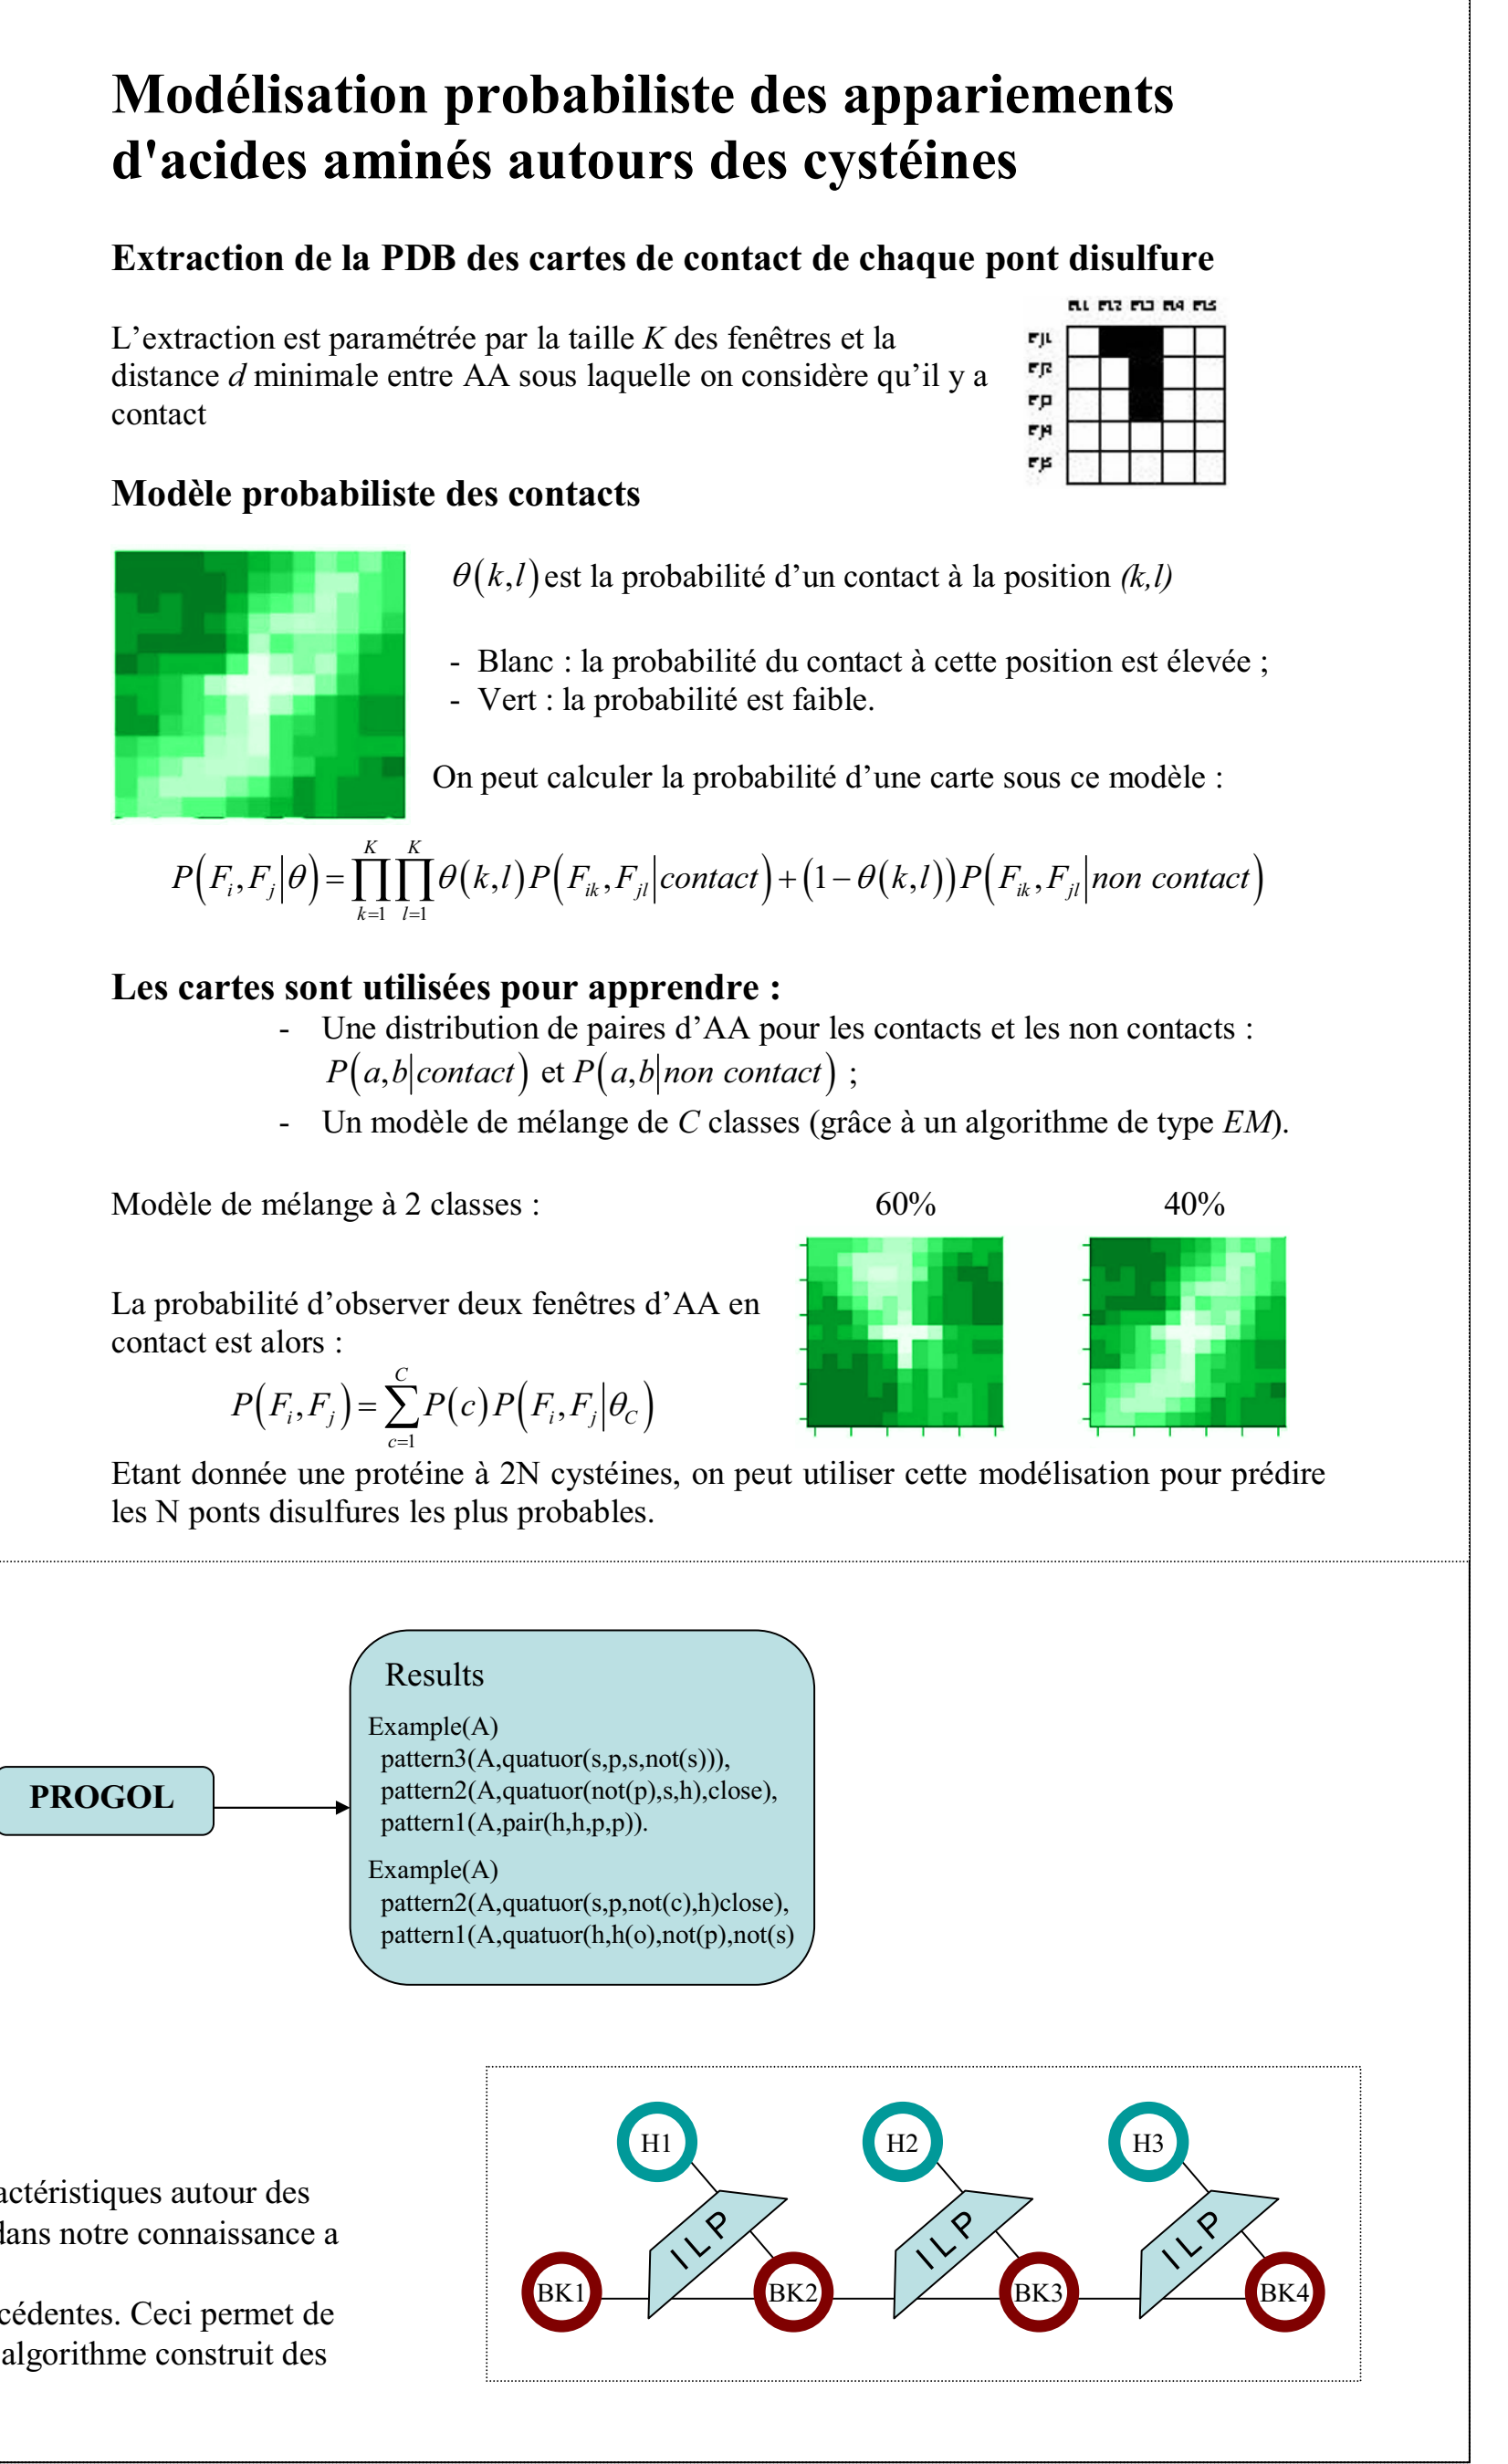 Modélisation probabiliste des appariements
d'acides aminés autours des cystéines
Extraction de la PDB des cartes de contact de chaque pont disulfure
L’extraction est paramétrée par la taille K des fenêtres et la
distance d minimale entre AA sous laquelle on considère qu’il y a
contact
Modèle probabiliste des contacts
θ(k,l) est la probabilité d’un contact à la position (k,l)
- Blanc : la probabilité du contact à cette position est élevée ;
- Vert : la probabilité est faible.
On peut calculer la probabilité d’une carte sous ce modèle :
P(F_i,F_j|θ)=∏_{k=1}^{K}∏_{l=1}^{K}θ(k,l)P(F_{ik},F_{jl}|contact)+(1−θ(k,l))P(F_{ik},F_{jl}|non contact)
Les cartes sont utilisées pour apprendre :
- Une distribution de paires d’AA pour les contacts et les non contacts :
P(a,b|contact) et P(a,b|non contact) ;
- Un modèle de mélange de C classes (grâce à un algorithme de type EM).
Modèle de mélange à 2 classes : 60% 40%
La probabilité d’observer deux fenêtres d’AA en
contact est alors :
P(F_i,F_j)=∑_{c=1}^{C}P(c)P(F_i,F_j|θ_C)
Etant donnée une protéine à 2N cystéines, on peut utiliser cette modélisation pour prédire
les N ponts disulfures les plus probables.
PROGOL
Results
Example(A)
pattern3(A,quatuor(s,p,s,not(s))),
pattern2(A,quatuor(not(p),s,h),close),
pattern1(A,pair(h,h,p,p)).
Example(A)
pattern2(A,quatuor(s,p,not(c),h)close),
pattern1(A,quatuor(h,h(o),not(p),not(s)
H1 H2 H3
ILP ILP ILP
BK1 BK2 BK3 BK4
actéristiques autour des
dans notre connaissance a
cédentes. Ceci permet de
algorithme construit des